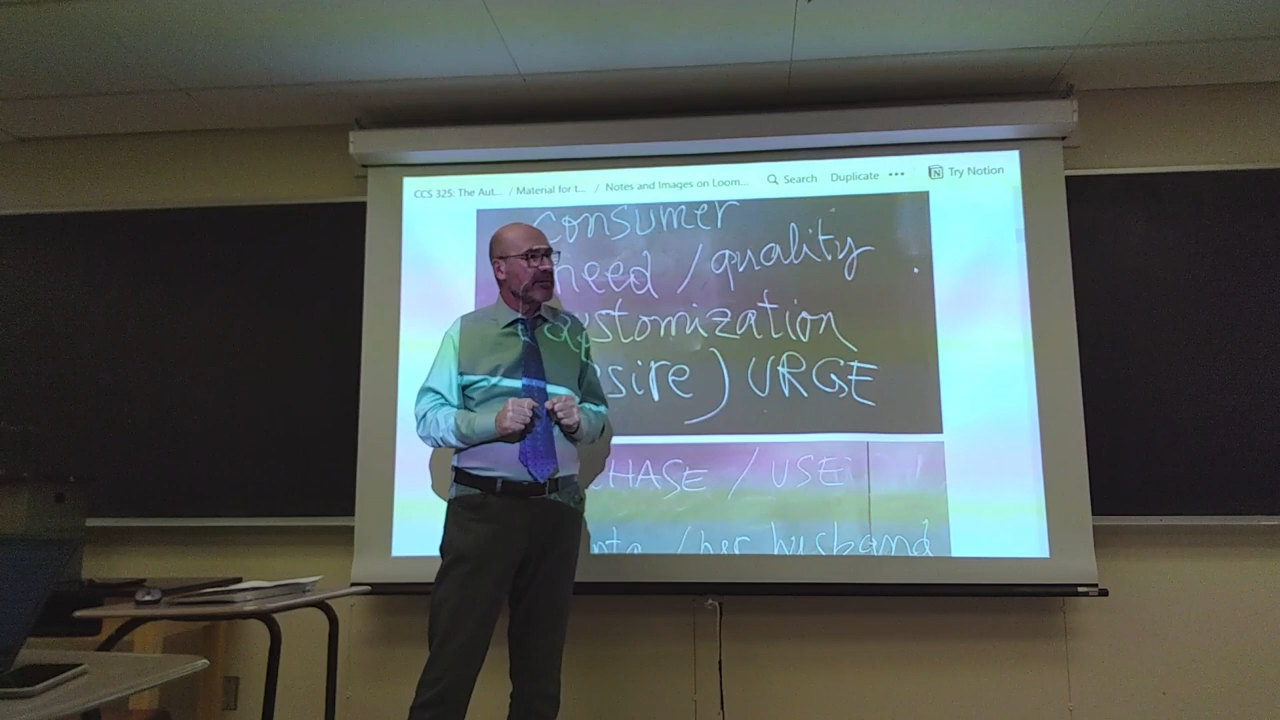 CCS 325: The Aut... / Material for t... / Notes and Images on Loom... Search Duplicate ••• Try Notion
consumer
need / quality
customization
sire) URGE
CHASE / USE
/ her husband